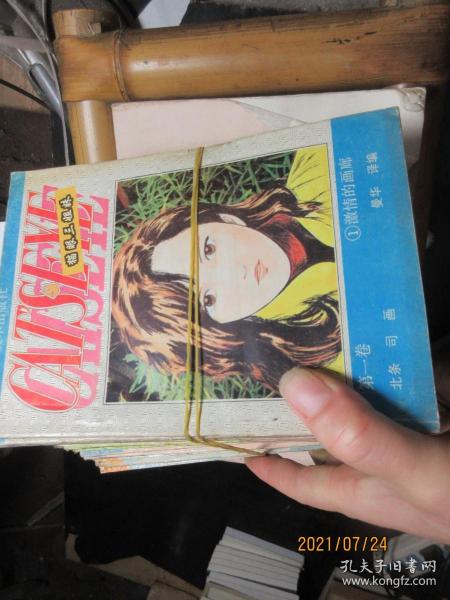 CAT'S EYE
猫眼三姐妹
第一卷
①激情的画廊
北条 司 画
曼华 译编
2021/07/24
孔夫子旧书网
www.kongfz.com